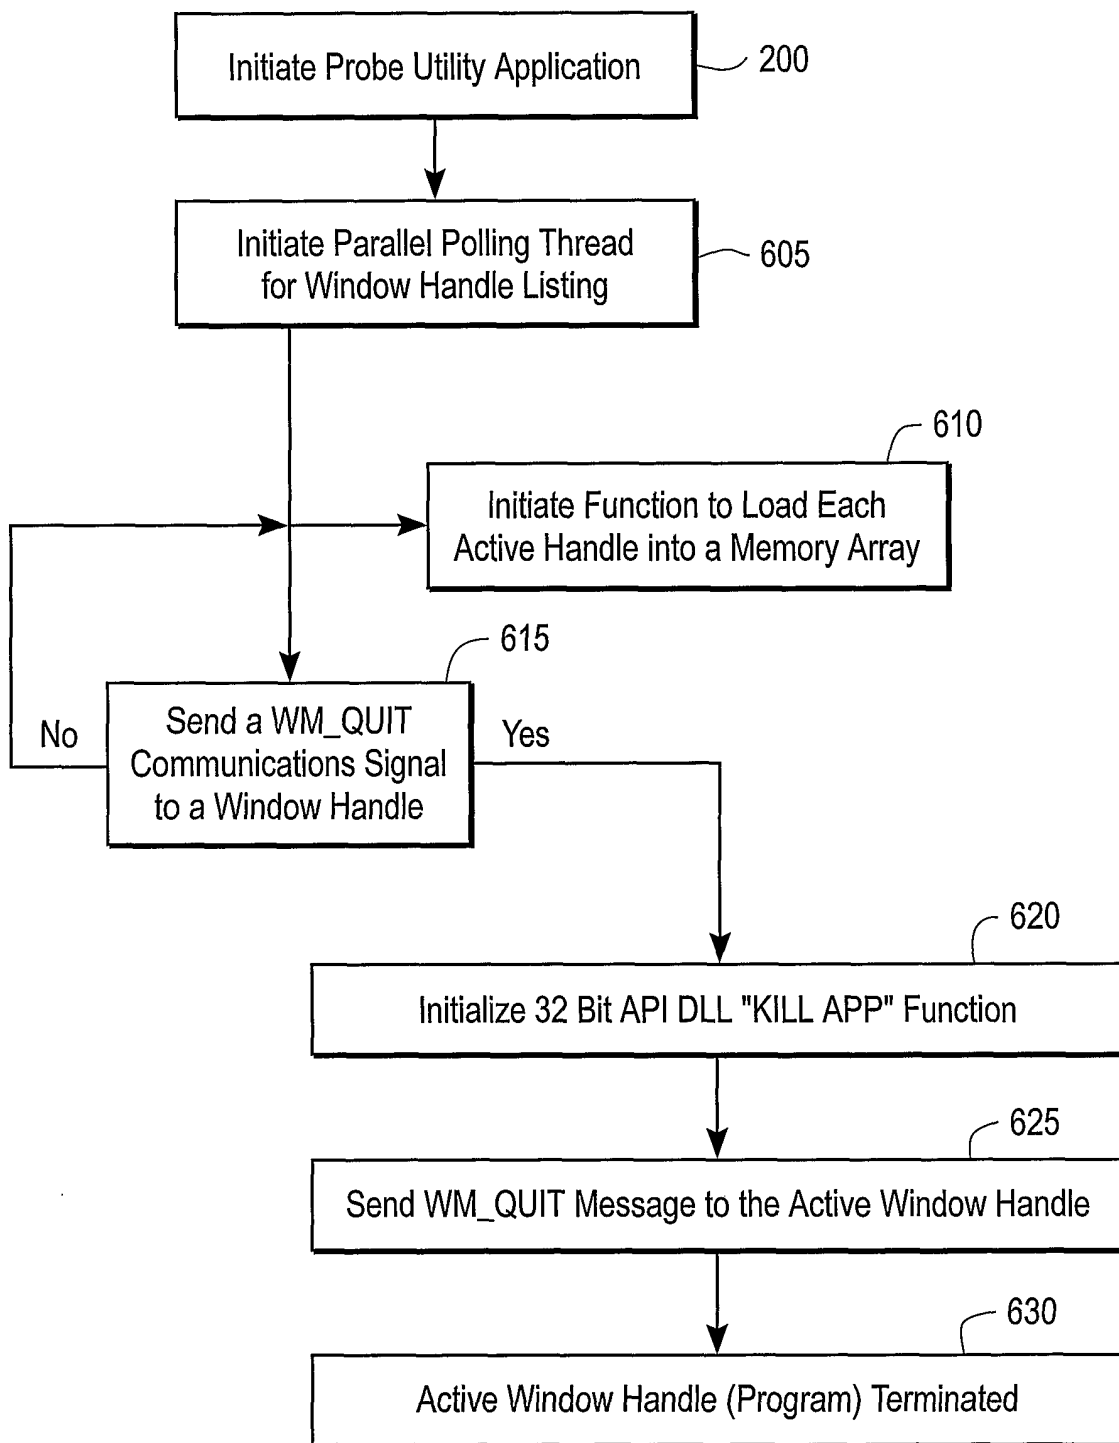 Initiate Probe Utility Application
200
Initiate Parallel Polling Thread
for Window Handle Listing
605
610
Initiate Function to Load Each
Active Handle into a Memory Array
615
Send a WM_QUIT
Communications Signal
to a Window Handle
No
Yes
620
Initialize 32 Bit API DLL "KILL APP" Function
625
Send WM_QUIT Message to the Active Window Handle
630
Active Window Handle (Program) Terminated